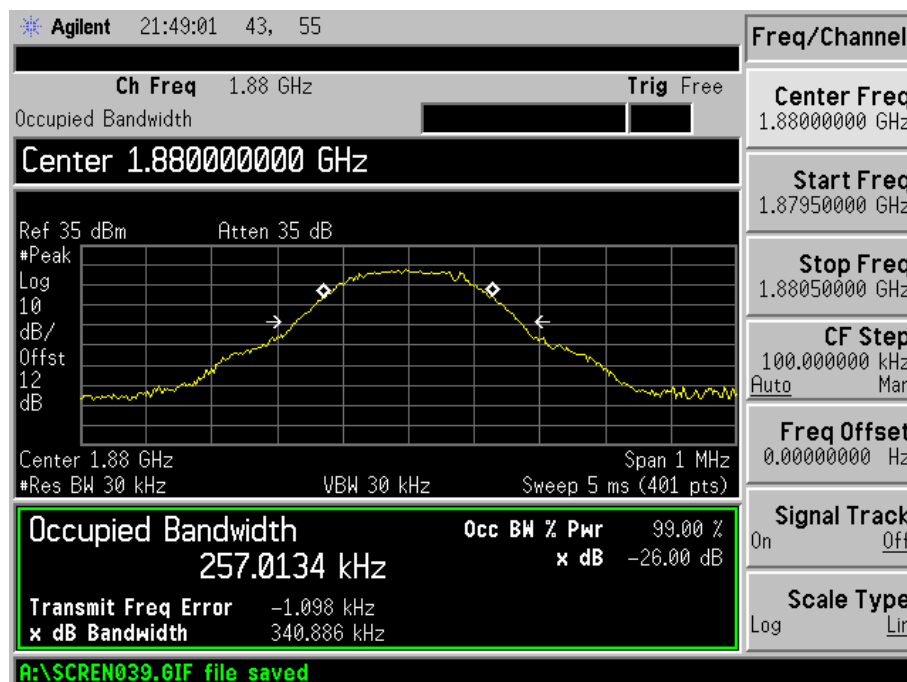 Agilent 21:49:01 43, 55
Freq/Channel
Ch Freq 1.88 GHz Trig Free
Occupied Bandwidth
Center 1.880000000 GHz
Ref 35 dBm Atten 35 dB
#Peak
Log
10
dB/
Offst
12
dB
Center 1.88 GHz Span 1 MHz
#Res BW 30 kHz VBW 30 kHz Sweep 5 ms (401 pts)
Occupied Bandwidth
257.0134 kHz
Occ BW % Pwr 99.00 %
x dB -26.00 dB
Transmit Freq Error -1.098 kHz
x dB Bandwidth 340.886 kHz
A:\SCREN039.GIF file saved
Center Freq
1.88000000 GHz
Start Freq
1.87950000 GHz
Stop Freq
1.88050000 GHz
CF Step
100.000000 kHz
Auto Man
Freq Offset
0.00000000 Hz
Signal Track
On Off
Scale Type
Log Lin